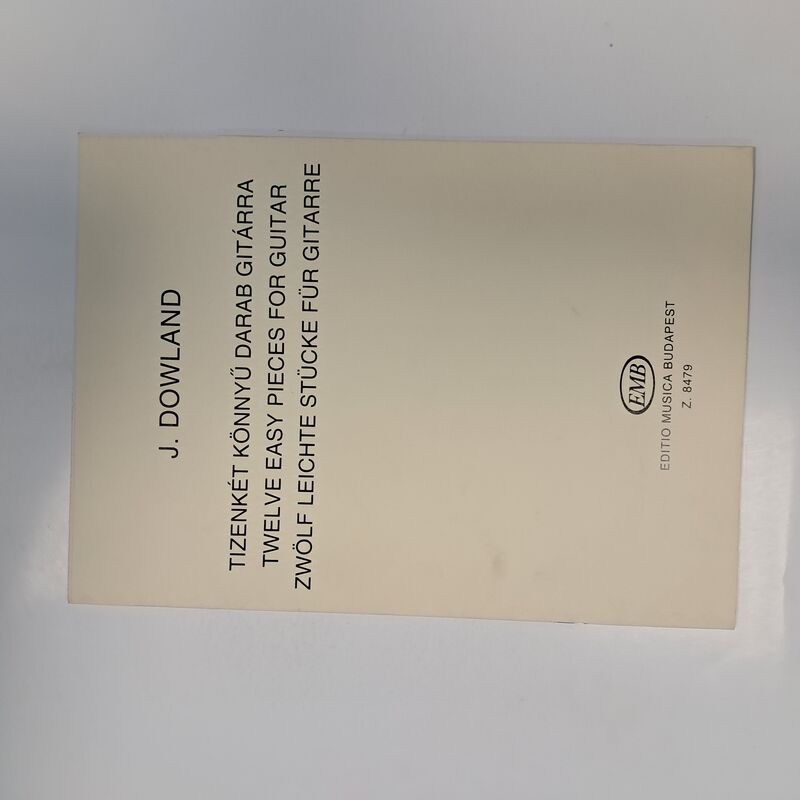 J. DOWLAND
TIZENKÉT KÖNNYŰ DARAB GITÁRRA
TWELVE EASY PIECES FOR GUITAR
ZWÖLF LEICHTE STÜCKE FÜR GITARRE
EMB
EDITIO MUSICA BUDAPEST
Z. 8479